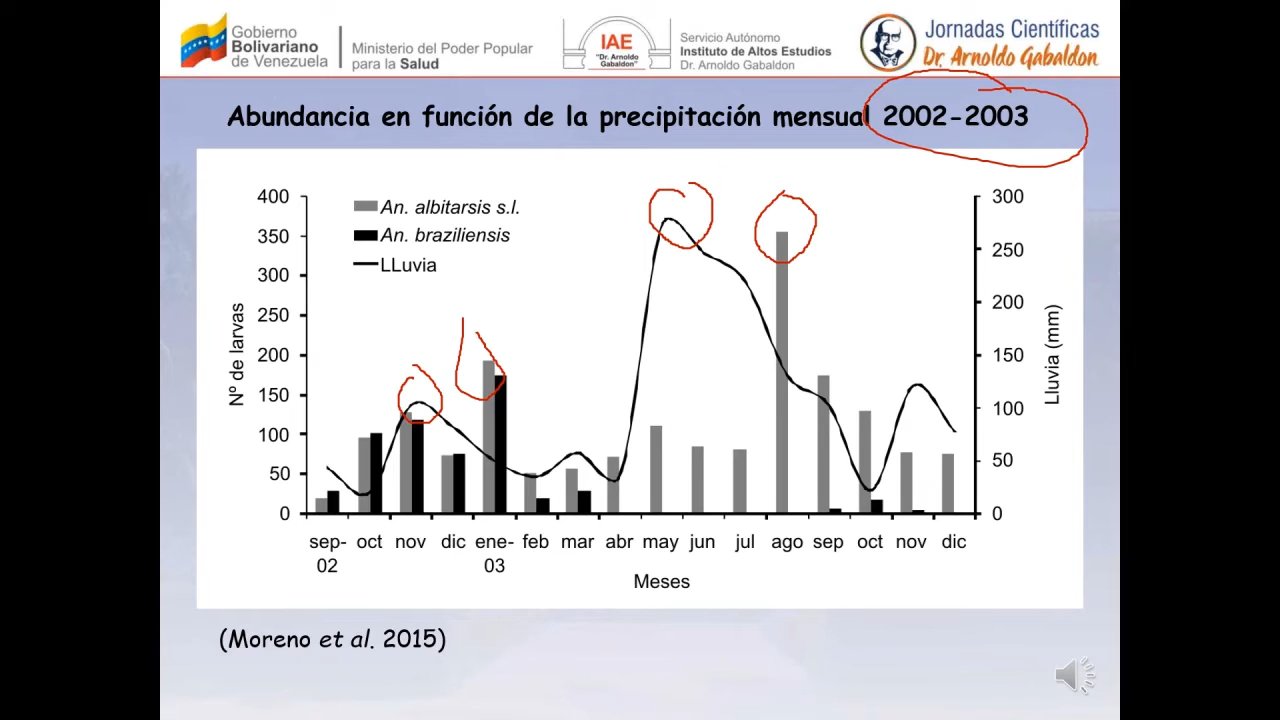 Gobierno
Bolivariano
de Venezuela
Ministerio del Poder Popular
para la Salud
IAE
"Dr. Arnoldo
Gabaldon"
Servicio Autónomo
Instituto de Altos Estudios
Dr. Arnoldo Gabaldon
Jornadas Científicas
Dr. Arnoldo Gabaldon
Abundancia en función de la precipitación mensual 2002-2003
An. albitarsis s.l.
An. braziliensis
LLuvia
Nº de larvas
400
350
300
250
200
150
100
50
0
300
250
200
150
100
50
0
Lluvia (mm)
sep-02 oct nov dic ene-03 feb mar abr may jun jul ago sep oct nov dic
Meses
(Moreno et al. 2015)